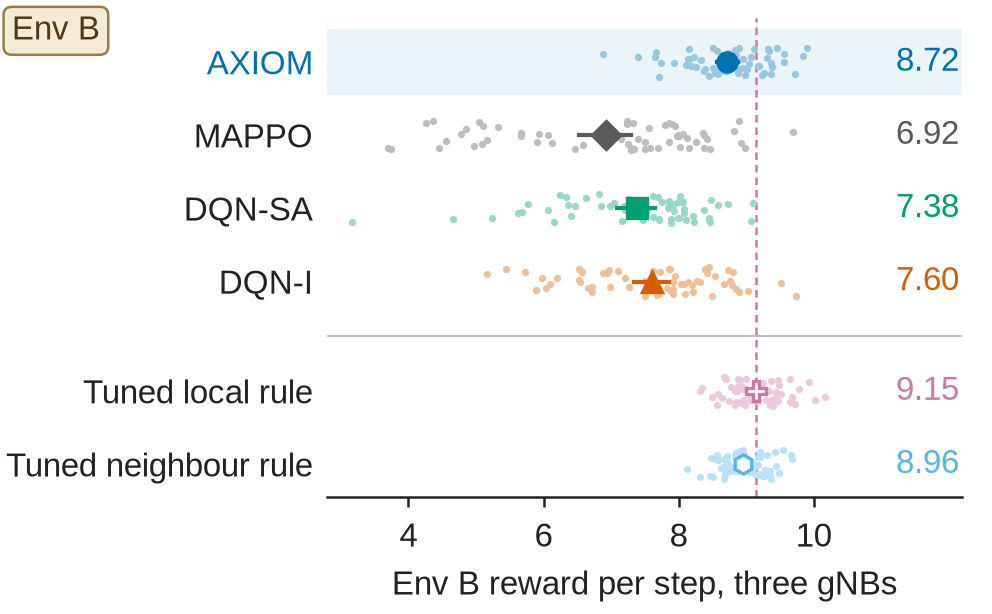 Env B
AXIOM 8.72
MAPPO 6.92
DQN-SA 7.38
DQN-I 7.60
Tuned local rule 9.15
Tuned neighbour rule 8.96
4 6 8 10
Env B reward per step, three gNBs